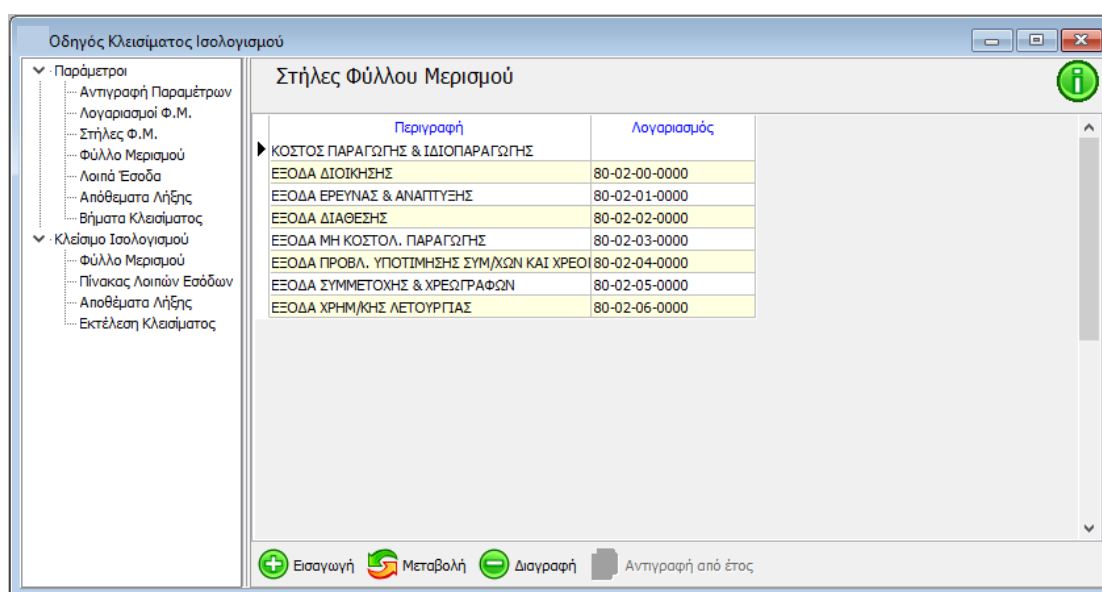 Οδηγός Κλεισίματος Ισολογισμού
Παράμετροι
Αντιγραφή Παραμέτρων
Λογαριασμοί Φ.Μ.
Στήλες Φ.Μ.
Φύλλο Μερισμού
Λοιπά Έσοδα
Απόθεματα Λήξης
Βήματα Κλεισίματος
Κλείσιμο Ισολογισμού
Φύλλο Μερισμού
Πίνακας Λοιπών Εσόδων
Αποθέματα Λήξης
Εκτέλεση Κλεισίματος
Στήλες Φύλλου Μερισμού
Περιγραφή Λογαριασμός
ΚΟΣΤΟΣ ΠΑΡΑΓΩΓΗΣ & ΙΔΙΟΠΑΡΑΓΩΓΗΣ
ΕΞΟΔΑ ΔΙΟΙΚΗΣΗΣ 80-02-00-0000
ΕΞΟΔΑ ΕΡΕΥΝΑΣ & ΑΝΑΠΤΥΞΗΣ 80-02-01-0000
ΕΞΟΔΑ ΔΙΑΘΕΣΗΣ 80-02-02-0000
ΕΞΟΔΑ ΜΗ ΚΟΣΤΟΛ. ΠΑΡΑΓΩΓΗΣ 80-02-03-0000
ΕΞΟΔΑ ΠΡΟΒΛ. ΥΠΟΤΙΜΗΣΗΣ ΣΥΜ/ΧΩΝ ΚΑΙ ΧΡΕΟΙ 80-02-04-0000
ΕΞΟΔΑ ΣΥΜΜΕΤΟΧΗΣ & ΧΡΕΩΓΡΑΦΩΝ 80-02-05-0000
ΕΞΟΔΑ ΧΡΗΜ/ΚΗΣ ΛΕΤΟΥΡΓΙΑΣ 80-02-06-0000
Εισαγωγή Μεταβολή Διαγραφή Αντιγραφή από έτος